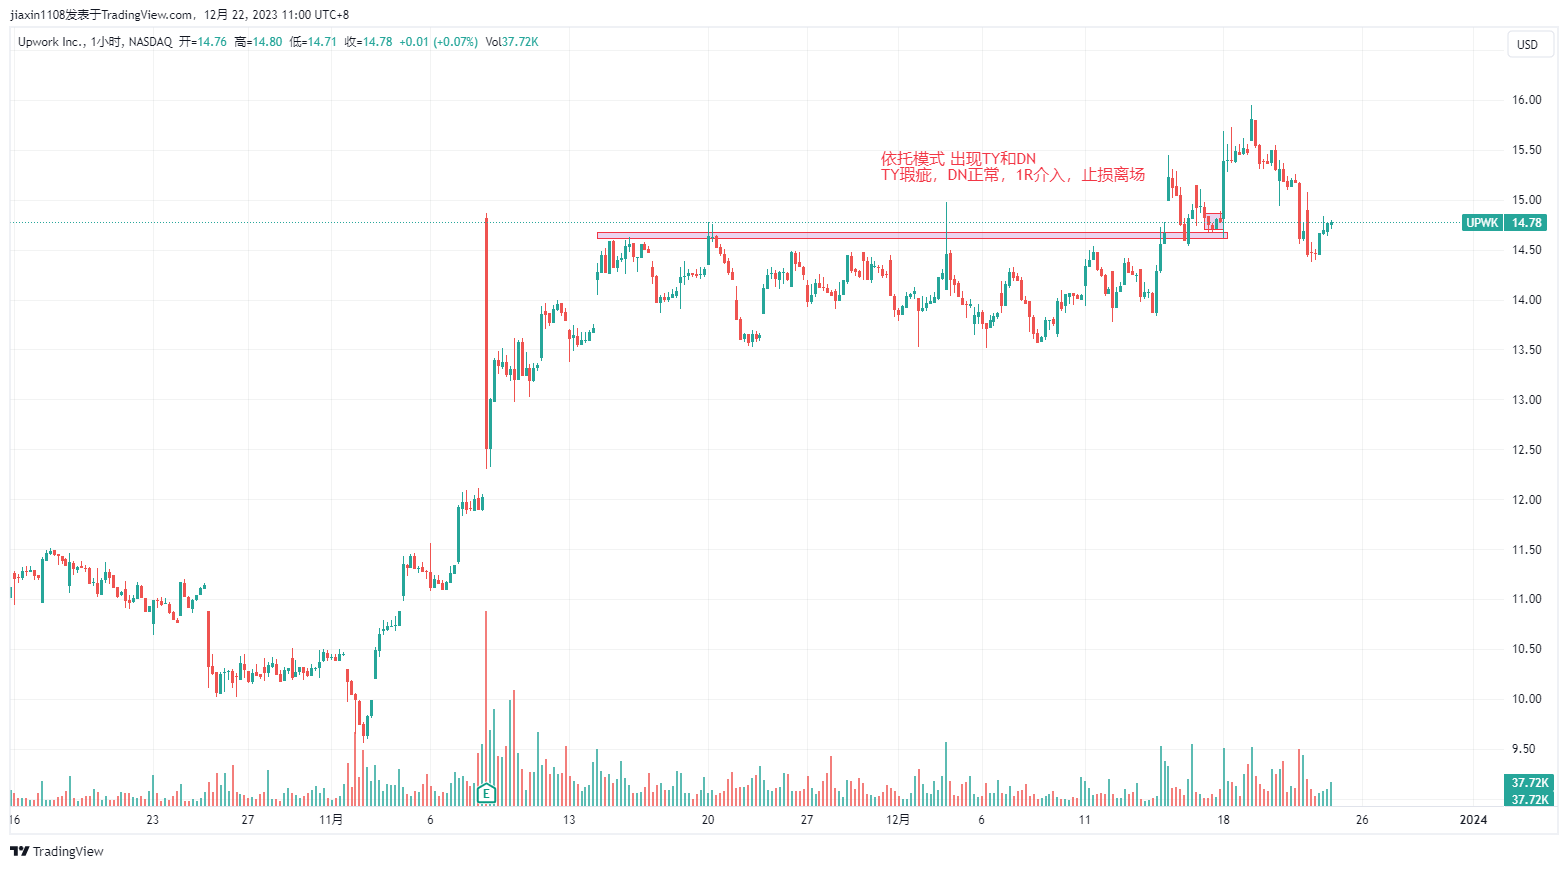 jiaxin1108发表于TradingView.com, 12月 22, 2023 11:00 UTC+8
Upwork Inc., 1小时, NASDAQ 开=14.76 高=14.80 低=14.71 收=14.78 +0.01 (+0.07%) Vol37.72K
USD
16.00
依托模式 出现TY和DN
TY瑕疵，DN正常，1R介入，止损离场
15.50
15.00
UPWK 14.78
14.50
14.00
13.50
13.00
12.50
12.00
11.50
11.00
10.50
10.00
9.50
E
37.72K
37.72K
16 23 27 11月 6 13 20 27 12月 6 11 18 26 2024
TradingView